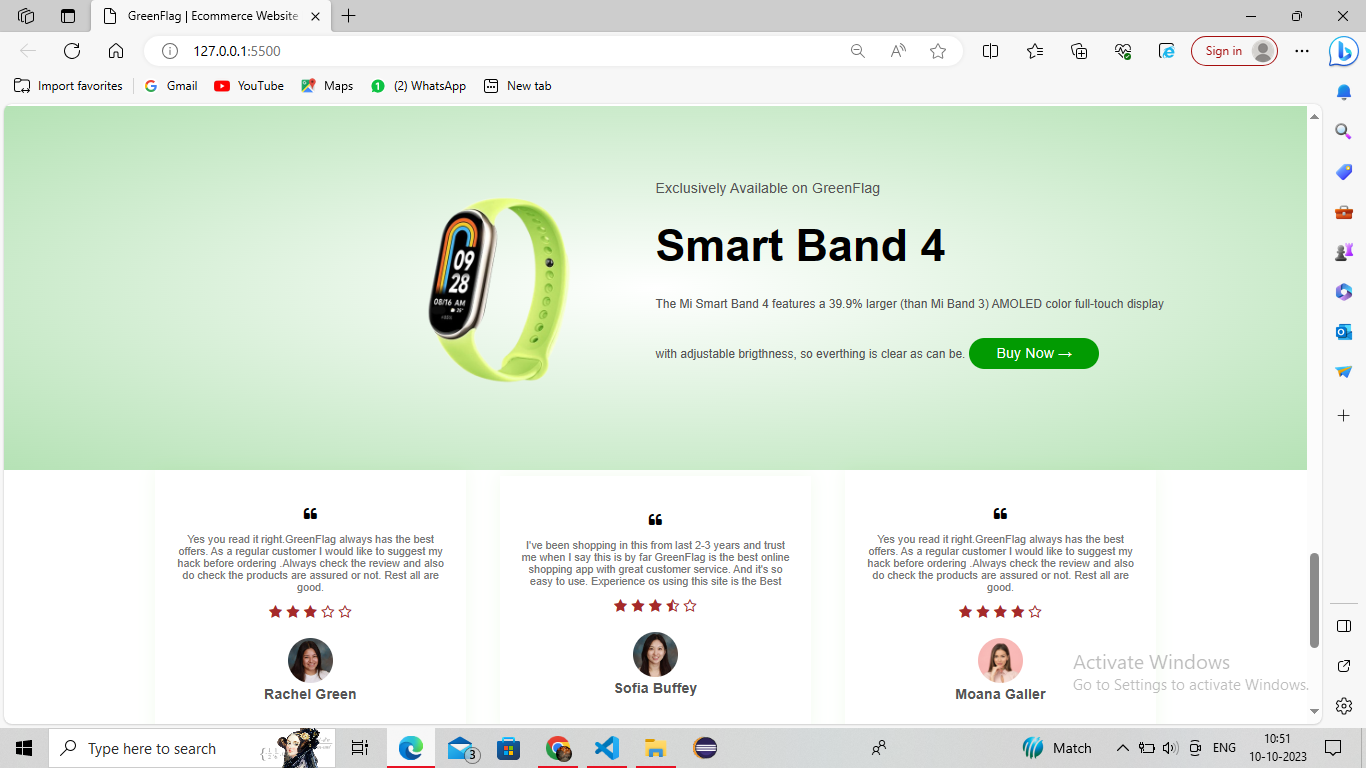 GreenFlag | Ecommerce Website
127.0.0.1:5500
Sign in
Import favorites
Gmail
YouTube
Maps
(2) WhatsApp
New tab
Exclusively Available on GreenFlag
Smart Band 4
The Mi Smart Band 4 features a 39.9% larger (than Mi Band 3) AMOLED color full-touch display
with adjustable brigthness, so everthing is clear as can be.
Buy Now →
09
28
08/16 AM
Yes you read it right.GreenFlag always has the best
offers. As a regular customer I would like to suggest my
hack before ordering .Always check the review and also
do check the products are assured or not. Rest all are
good.
Rachel Green
I've been shopping in this from last 2-3 years and trust
me when I say this is by far GreenFlag is the best online
shopping app with great customer service. And it's so
easy to use. Experience os using this site is the Best
Sofia Buffey
Yes you read it right.GreenFlag always has the best
offers. As a regular customer I would like to suggest my
hack before ordering .Always check the review and also
do check the products are assured or not. Rest all are
good.
Moana Galler
Activate Windows
Go to Settings to activate Windows.
Type here to search
3
Match
ENG
10:51
10-10-2023